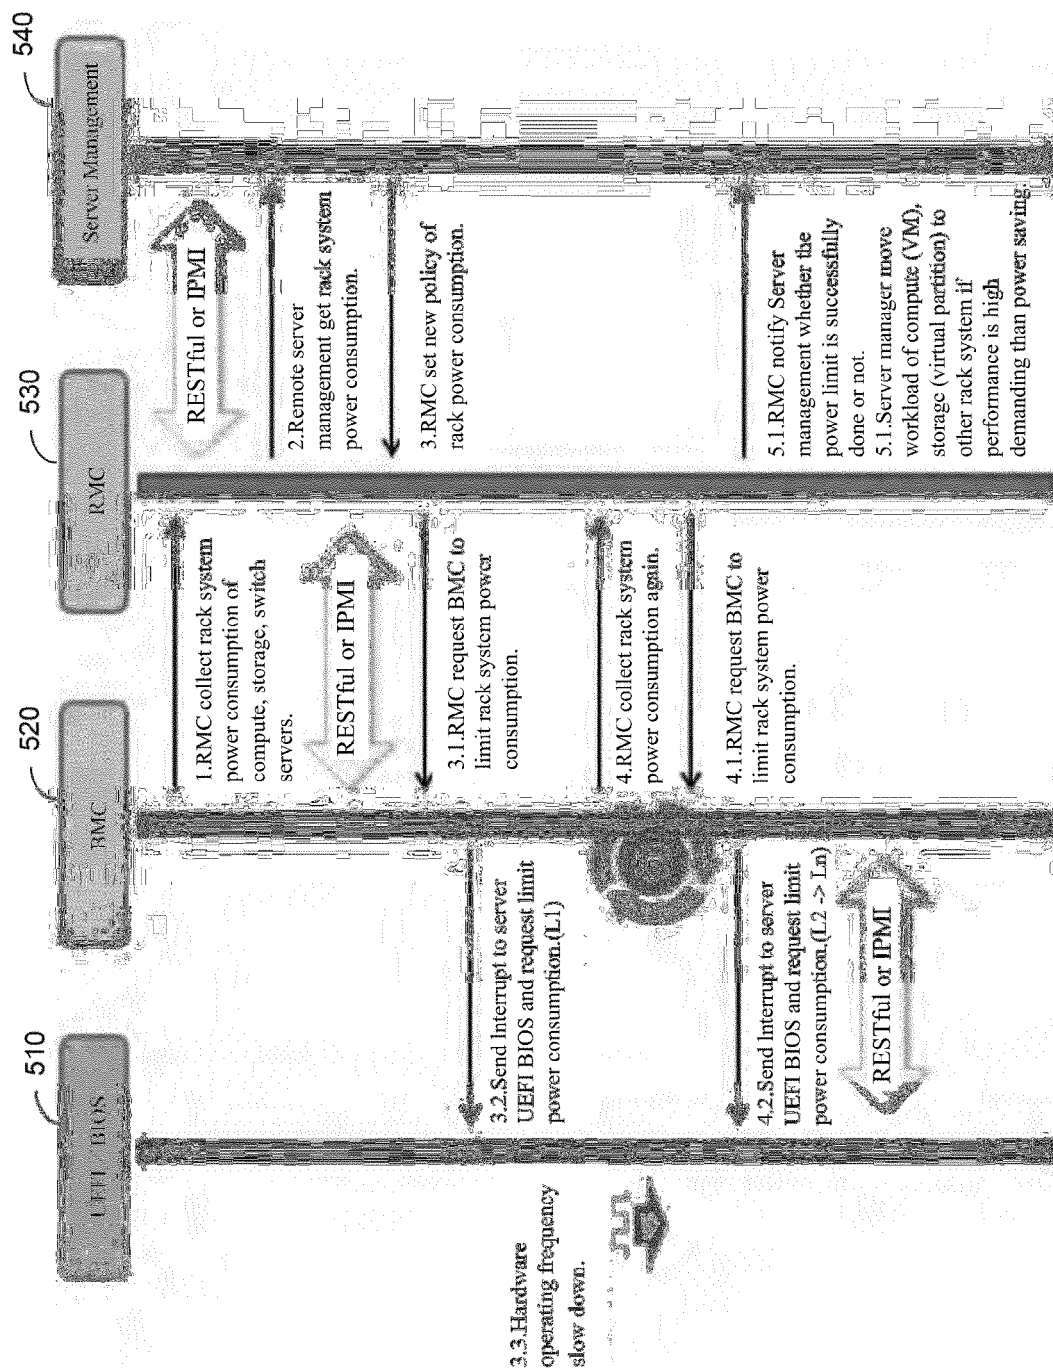 510
UEFI BIOS
520
BMC
530
RMC
540
Server Management
1.RMC collect rack system
power consumption of
compute, storage, switch
servers.
RESTful or IPMI
2.Remote server
management get rack system
power consumption.
RESTful or IPMI
3.RMC set new policy of
rack power consumption.
3.1.RMC request BMC to
limit rack system power
consumption.
3.2.Send Interrupt to server
UEFI BIOS and request limit
power consumption.(L1)
3.3.Hardware
operating frequency
slow down.
4.RMC collect rack system
power consumption again.
4.1.RMC request BMC to
limit rack system power
consumption.
4.2.Send Interrupt to server
UEFI BIOS and request limit
power consumption.(L2 -> Ln)
RESTful or IPMI
5.1.RMC notify Server
management whether the
power limit is successfully
done or not.
5.1.Server manager move
workload of compute (VM),
storage (virtual partition) to
other rack system if
performance is high
demanding than power saving.